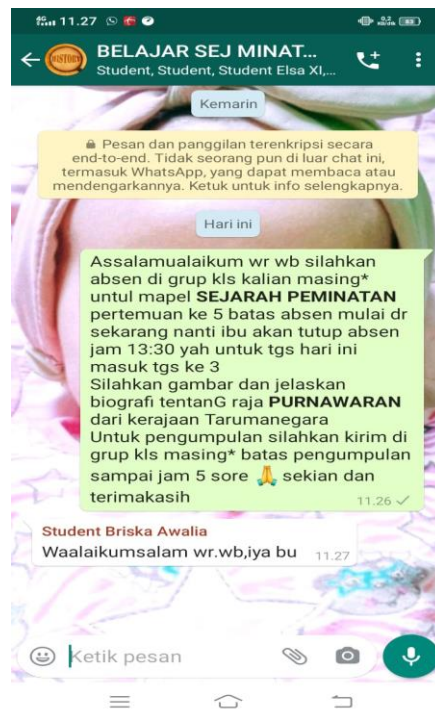 11.27
HISTORY
BELAJAR SEJ MINAT...
Student, Student, Student Elsa XI,...
Kemarin
Pesan dan panggilan terenkripsi secara
end-to-end. Tidak seorang pun di luar chat ini,
termasuk WhatsApp, yang dapat membaca atau
mendengarkannya. Ketuk untuk info selengkapnya.
Hari ini
Assalamualaikum wr wb silahkan
absen di grup kls kalian masing*
untul mapel SEJARAH PEMINATAN
pertemuan ke 5 batas absen mulai dr
sekarang nanti ibu akan tutup absen
jam 13:30 yah untuk tgs hari ini
masuk tgs ke 3
Silahkan gambar dan jelaskan
biografi tentanG raja PURNAWARAN
dari kerajaan Tarumanegara
Untuk pengumpulan silahkan kirim di
grup kls masing* batas pengumpulan
sampai jam 5 sore 🙏 sekian dan
terimakasih
11.26
Student Briska Awalia
Waalaikumsalam wr.wb,iya bu
11.27
Ketik pesan